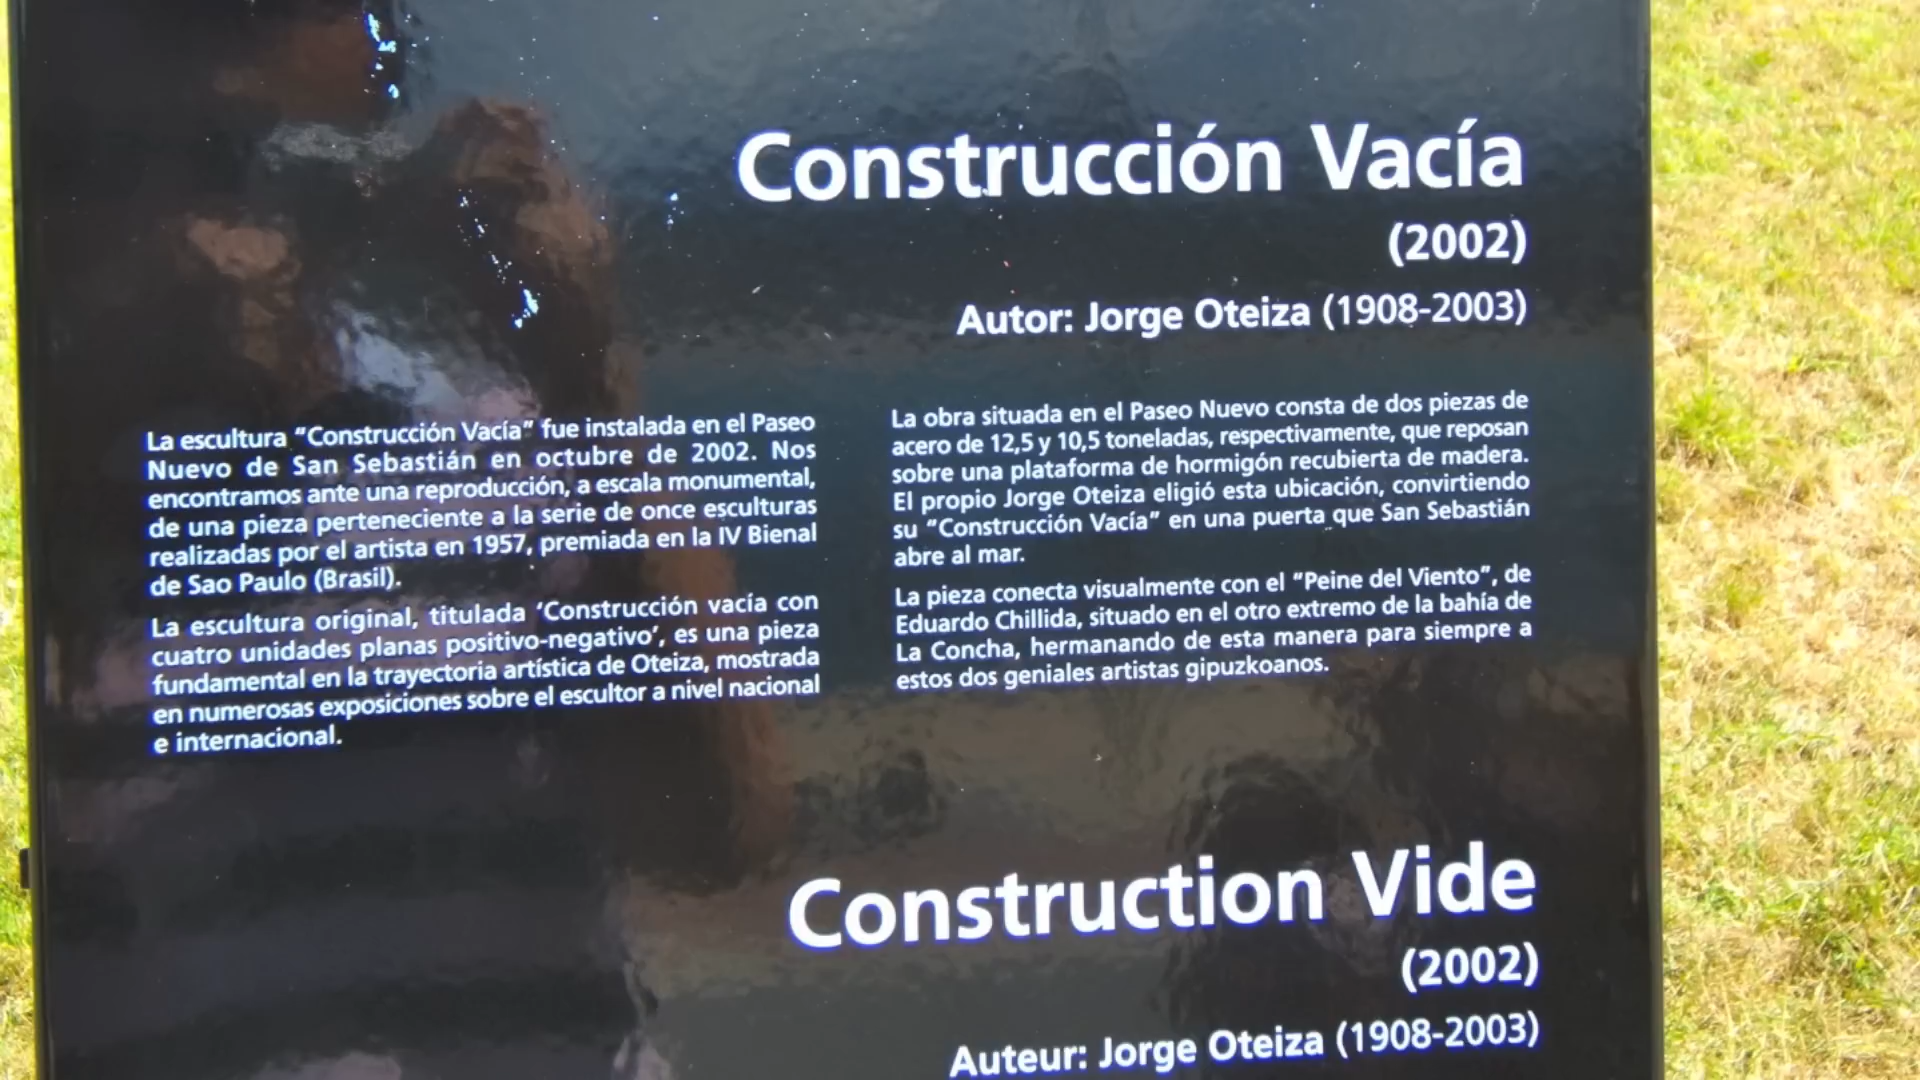 Construcción Vacía
(2002)
Autor: Jorge Oteiza (1908-2003)
La escultura “Construcción Vacía” fue instalada en el Paseo
Nuevo de San Sebastián en octubre de 2002. Nos
encontramos ante una reproducción, a escala monumental,
de una pieza perteneciente a la serie de once esculturas
realizadas por el artista en 1957, premiada en la IV Bienal
de Sao Paulo (Brasil).
La escultura original, titulada ‘Construcción vacía con
cuatro unidades planas positivo-negativo’, es una pieza
fundamental en la trayectoria artística de Oteiza, mostrada
en numerosas exposiciones sobre el escultor a nivel nacional
e internacional.
La obra situada en el Paseo Nuevo consta de dos piezas de
acero de 12,5 y 10,5 toneladas, respectivamente, que reposan
sobre una plataforma de hormigón recubierta de madera.
El propio Jorge Oteiza eligió esta ubicación, convirtiendo
su “Construcción Vacía” en una puerta que San Sebastián
abre al mar.
La pieza conecta visualmente con el “Peine del Viento”, de
Eduardo Chillida, situado en el otro extremo de la bahía de
La Concha, hermanando de esta manera para siempre a
estos dos geniales artistas gipuzkoanos.
Construction Vide
(2002)
Auteur: Jorge Oteiza (1908-2003)